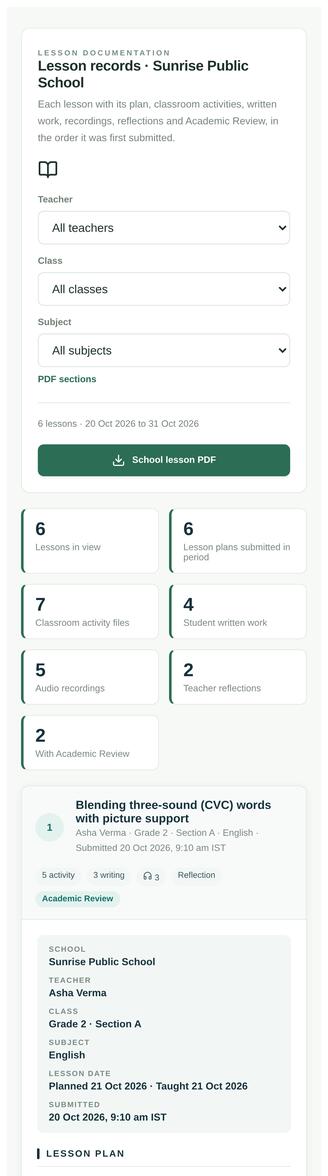 LESSON DOCUMENTATION
Lesson records · Sunrise Public
School
Each lesson with its plan, classroom activities, written
work, recordings, reflections and Academic Review, in
the order it was first submitted.
Teacher
All teachers
Class
All classes
Subject
All subjects
PDF sections
6 lessons · 20 Oct 2026 to 31 Oct 2026
School lesson PDF
6
Lessons in view
6
Lesson plans submitted in
period
7
Classroom activity files
4
Student written work
5
Audio recordings
2
Teacher reflections
2
With Academic Review
1
Blending three-sound (CVC) words
with picture support
Asha Verma · Grade 2 · Section A · English ·
Submitted 20 Oct 2026, 9:10 am IST
5 activity
3 writing
3
Reflection
Academic Review
SCHOOL
Sunrise Public School
TEACHER
Asha Verma
CLASS
Grade 2 · Section A
SUBJECT
English
LESSON DATE
Planned 21 Oct 2026 · Taught 21 Oct 2026
SUBMITTED
20 Oct 2026, 9:10 am IST
LESSON PLAN